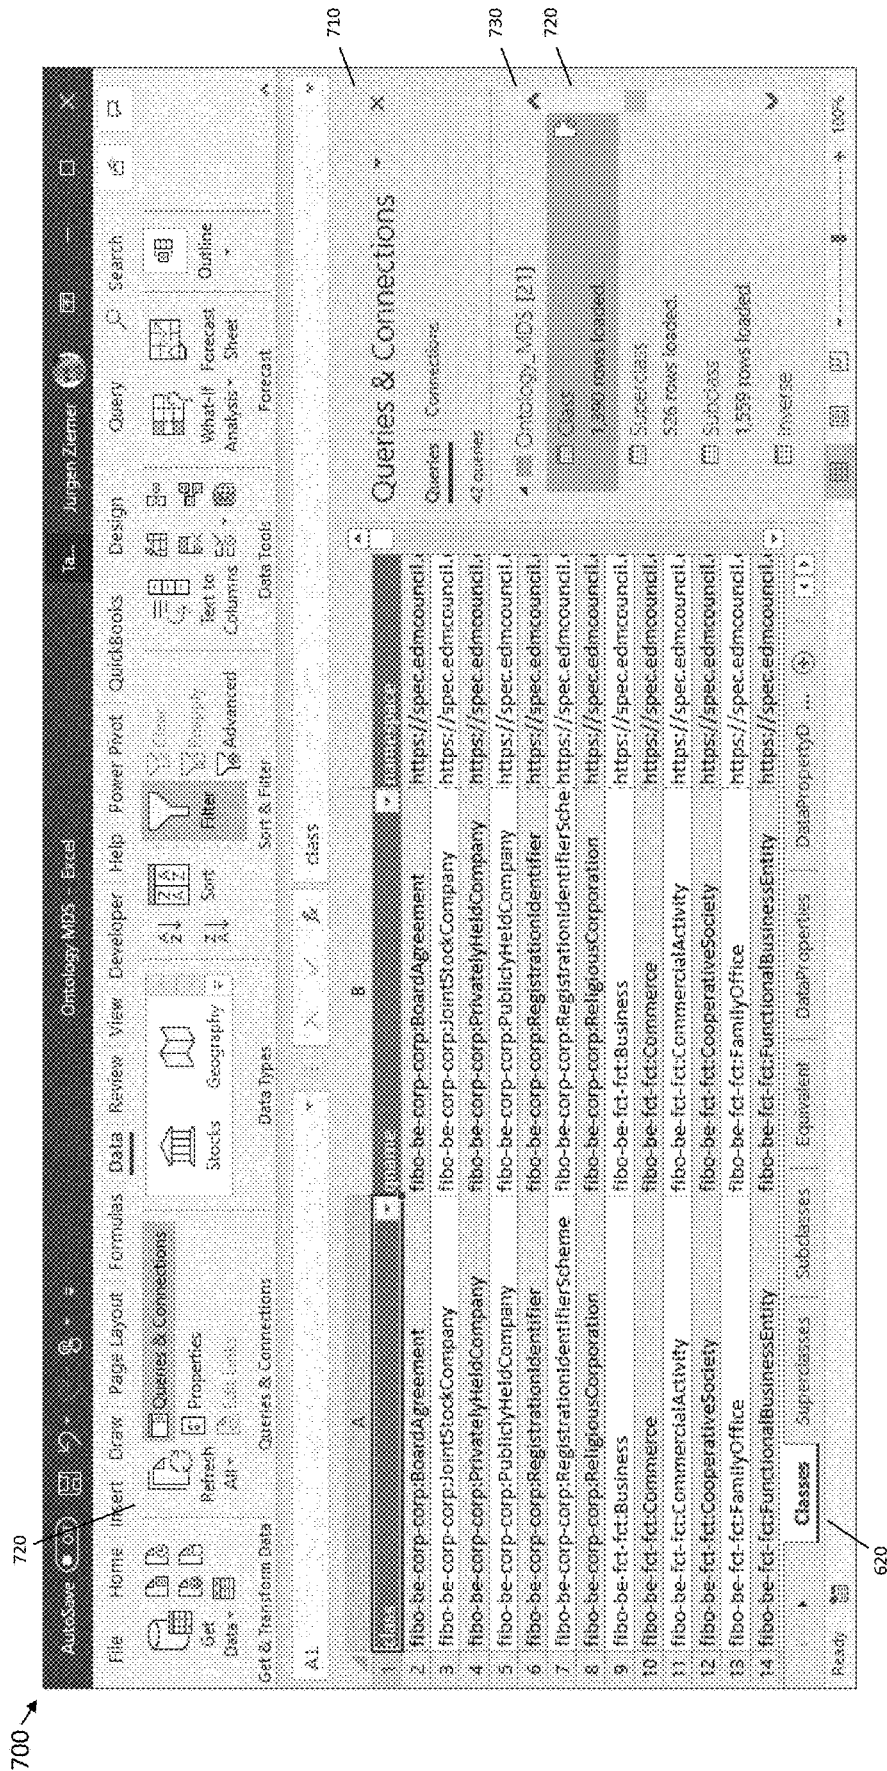 700
720
710
730
720
620
AutoSave
Ontology MDS - Excel
Ta...
Jürgen Ziemer
File Home Insert Draw Page Layout Formulas Data Review View Developer Help Power Pivot QuickBooks Design Query Search
Get Data
Refresh All
Queries & Connections
Properties
Edit Links
Stocks
Geography
Sort
Filter
Clear
Reapply
Advanced
Text to Columns
What-If Analysis
Forecast Sheet
Outline
Get & Transform Data
Queries & Connections
Data Types
Sort & Filter
Data Tools
Forecast
A1
class
A B
1
2 fibo-be-corp-corp:BoardAgreement fibo-be-corp-corp:BoardAgreement https://spec.edmcouncil.
3 fibo-be-corp-corp:JointStockCompany fibo-be-corp-corp:JointStockCompany https://spec.edmcouncil.
4 fibo-be-corp-corp:PrivatelyHeldCompany fibo-be-corp-corp:PrivatelyHeldCompany https://spec.edmcouncil.
5 fibo-be-corp-corp:PubliclyHeldCompany fibo-be-corp-corp:PubliclyHeldCompany https://spec.edmcouncil.
6 fibo-be-corp-corp:RegistrationIdentifier fibo-be-corp-corp:RegistrationIdentifier https://spec.edmcouncil.
7 fibo-be-corp-corp:RegistrationIdentifierScheme fibo-be-corp-corp:RegistrationIdentifierSche https://spec.edmcouncil.
8 fibo-be-corp-corp:ReligiousCorporation fibo-be-corp-corp:ReligiousCorporation https://spec.edmcouncil.
9 fibo-be-fct-fct:Business fibo-be-fct-fct:Business https://spec.edmcouncil.
10 fibo-be-fct-fct:Commerce fibo-be-fct-fct:Commerce https://spec.edmcouncil.
11 fibo-be-fct-fct:CommercialActivity fibo-be-fct-fct:CommercialActivity https://spec.edmcouncil.
12 fibo-be-fct-fct:CooperativeSociety fibo-be-fct-fct:CooperativeSociety https://spec.edmcouncil.
13 fibo-be-fct-fct:FamilyOffice fibo-be-fct-fct:FamilyOffice https://spec.edmcouncil.
14 fibo-be-fct-fct:FunctionalBusinessEntity fibo-be-fct-fct:FunctionalBusinessEntity https://spec.edmcouncil.
Queries & Connections
Queries Connections
42 queries
Ontology_MDS [21]
Class
rows loaded.
Superclass
526 rows loaded.
Subclass
1,559 rows loaded.
Inverse
Classes Superclasses Subclasses Equivalent DataProperties DataPropertyD ...
Ready
100%